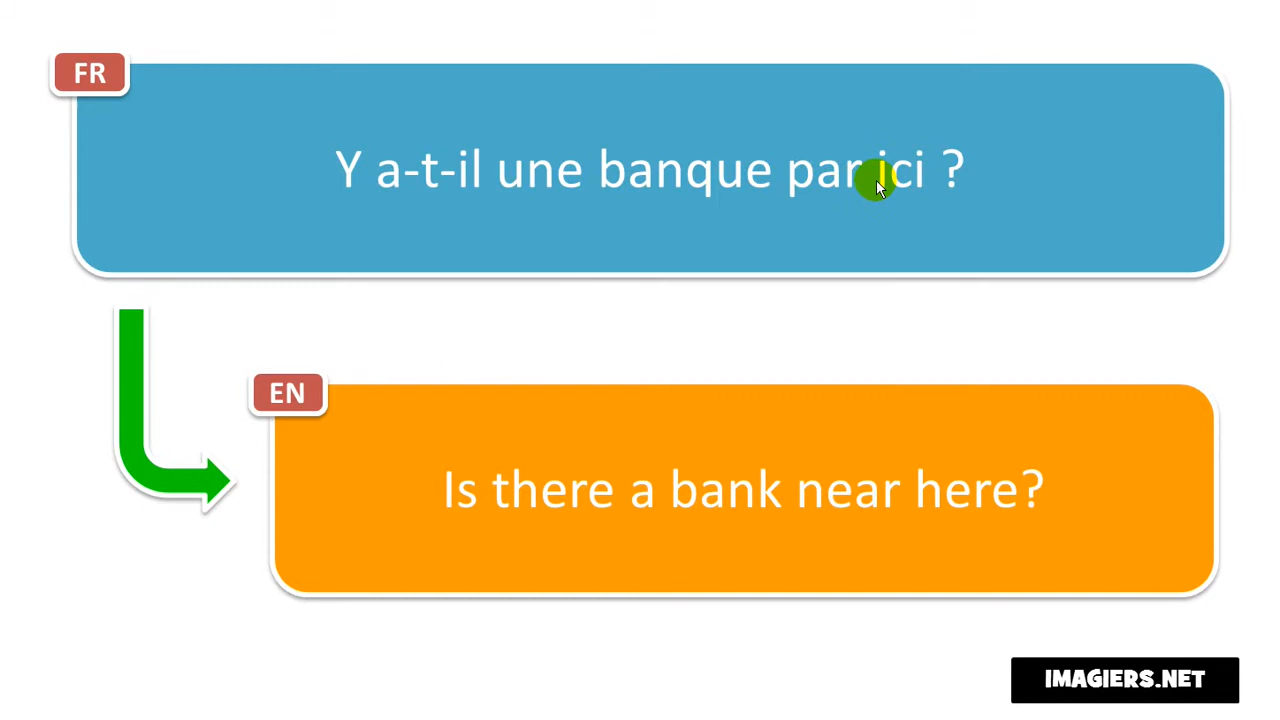 FR
Y a-t-il une banque par ici ?
EN
Is there a bank near here?
IMAGIERS.NET